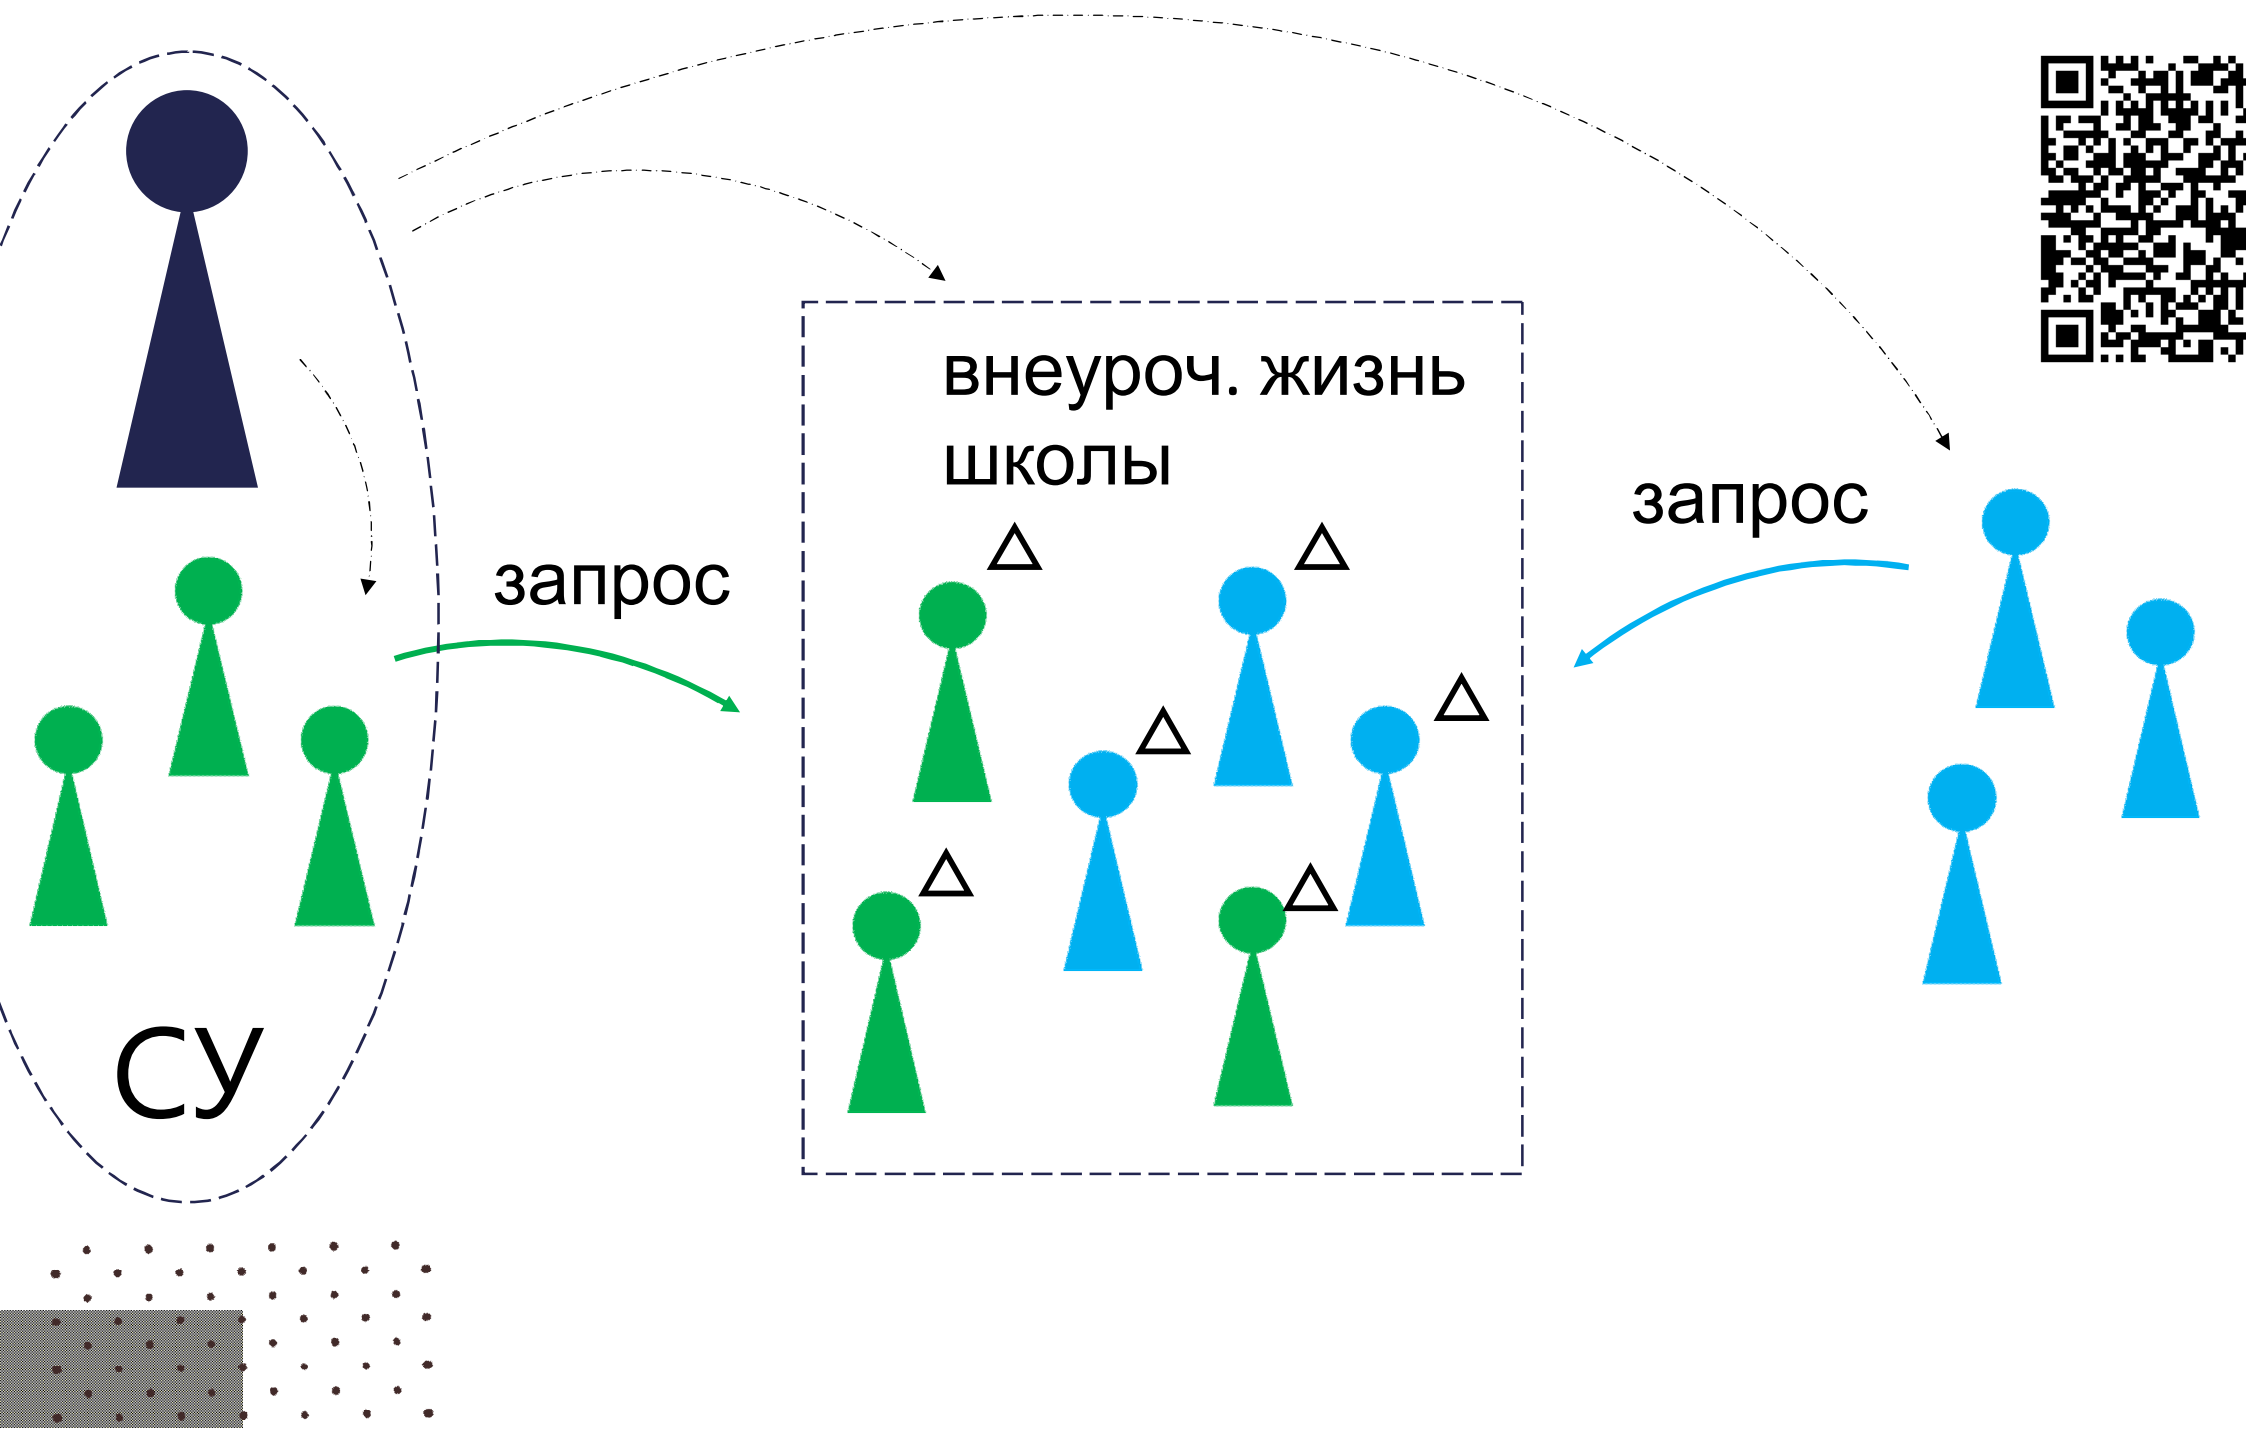 внеуроч. жизнь
школы
запрос
запрос
СУ